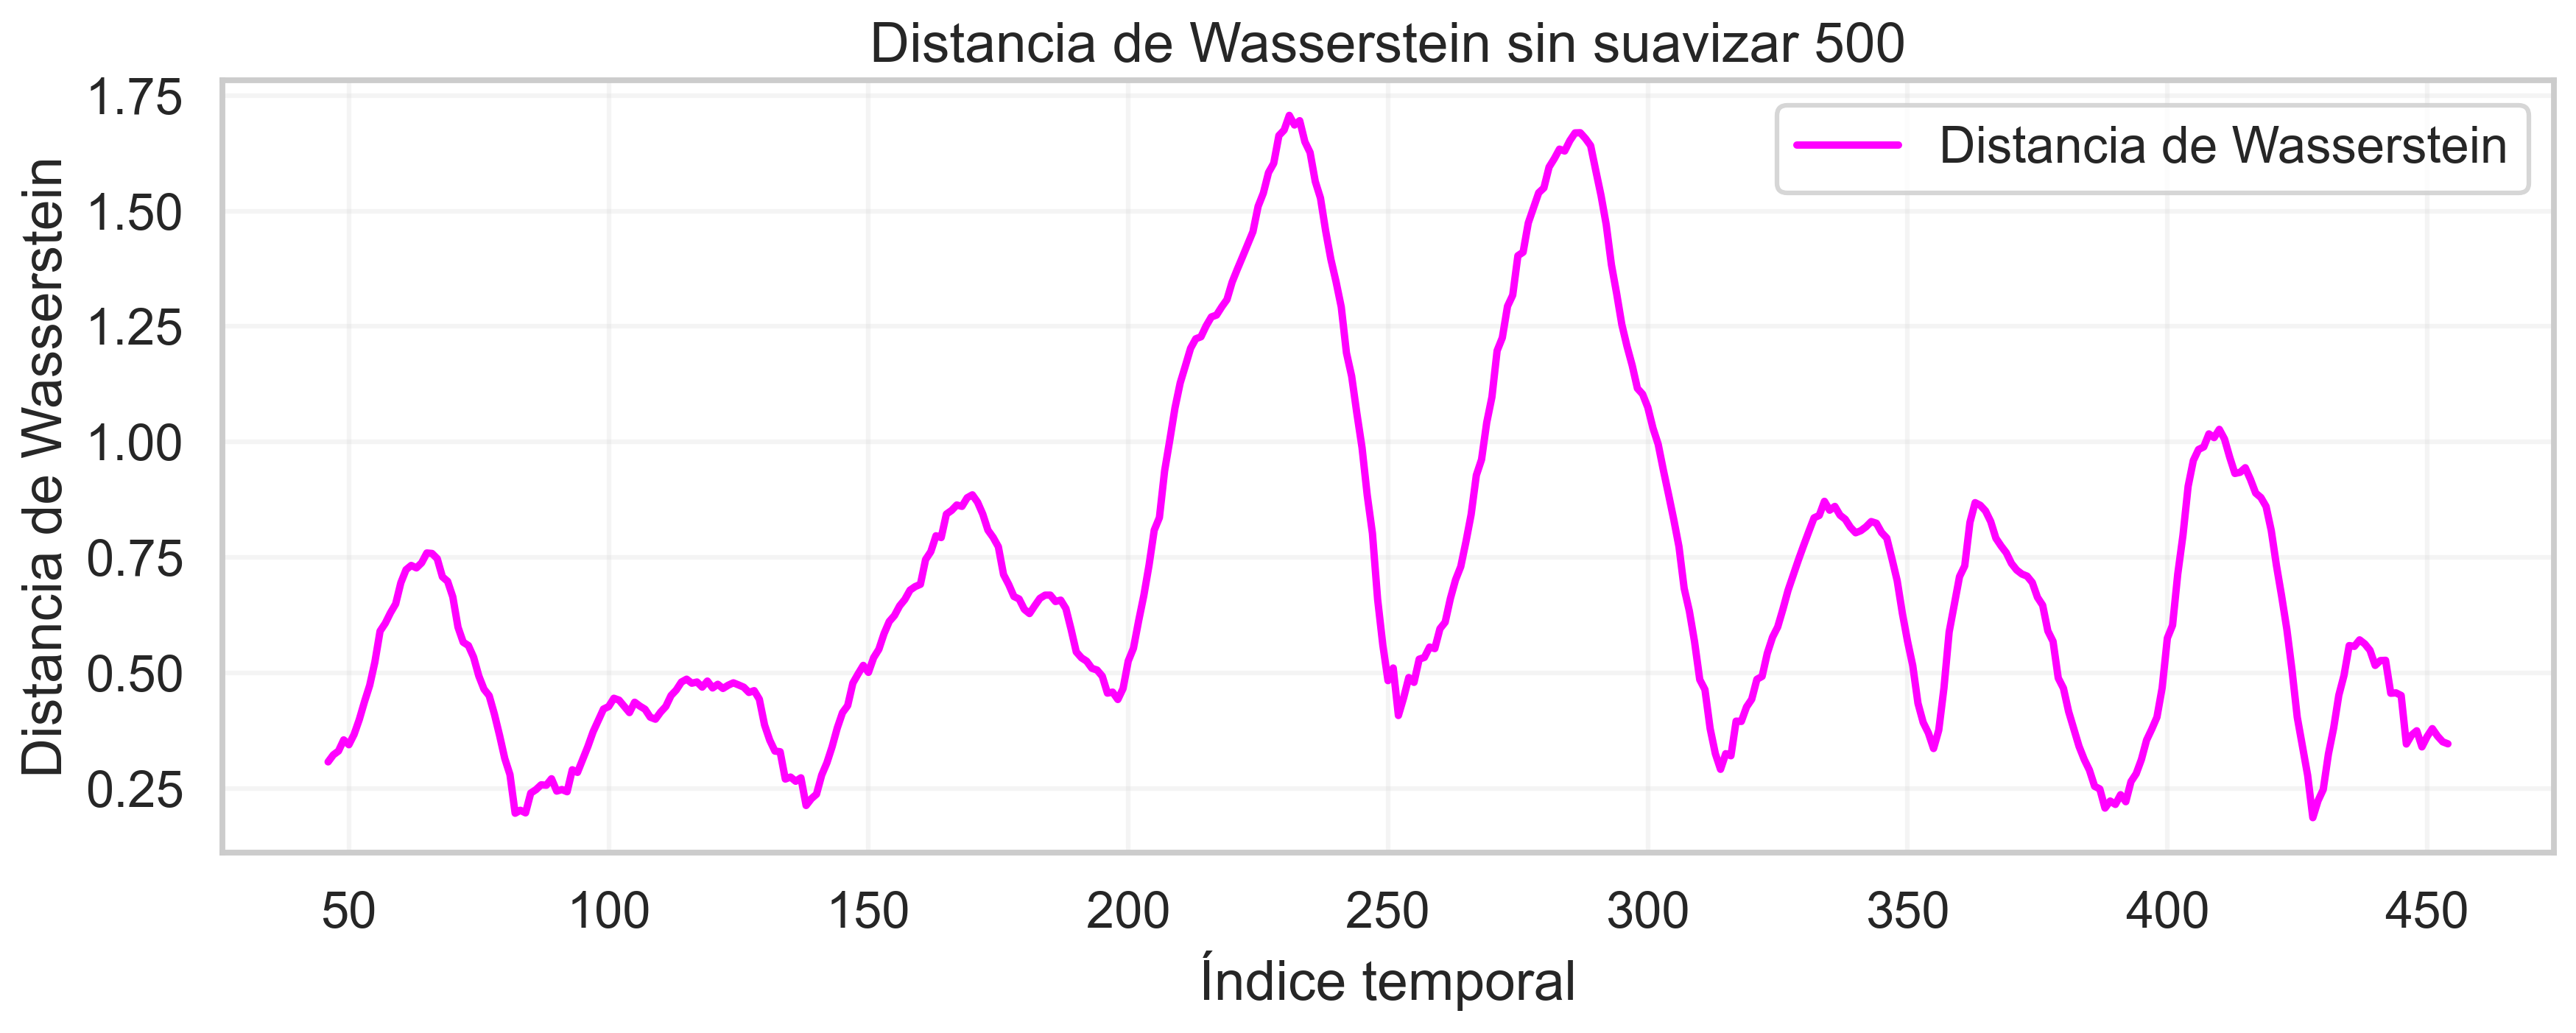 Distancia de Wasserstein sin suavizar 500
Distancia de Wasserstein
1.75
1.50
1.25
1.00
0.75
0.50
0.25
Distancia de Wasserstein
50 100 150 200 250 300 350 400 450
Índice temporal